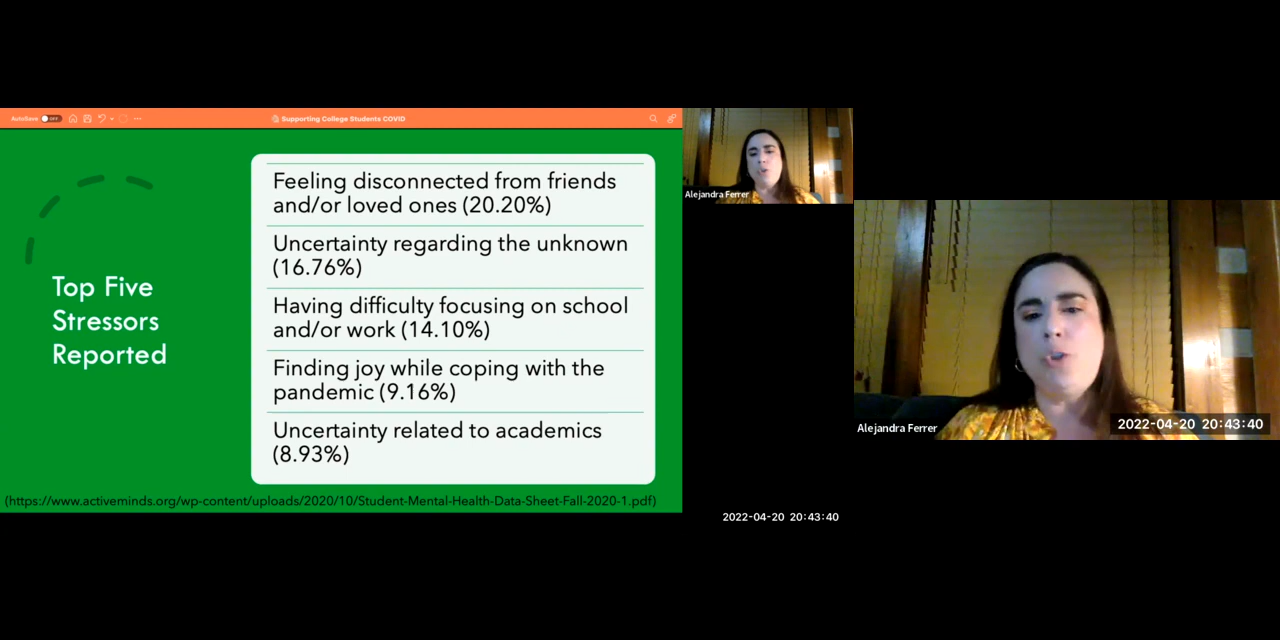 AutoSave OFF
Supporting College Students COVID
Top Five
Stressors
Reported
Feeling disconnected from friends
and/or loved ones (20.20%)
Uncertainty regarding the unknown
(16.76%)
Having difficulty focusing on school
and/or work (14.10%)
Finding joy while coping with the
pandemic (9.16%)
Uncertainty related to academics
(8.93%)
(https://www.activeminds.org/wp-content/uploads/2020/10/Student-Mental-Health-Data-Sheet-Fall-2020-1.pdf)
Alejandra Ferrer
2022-04-20 20:43:40
Alejandra Ferrer
2022-04-20 20:43:40